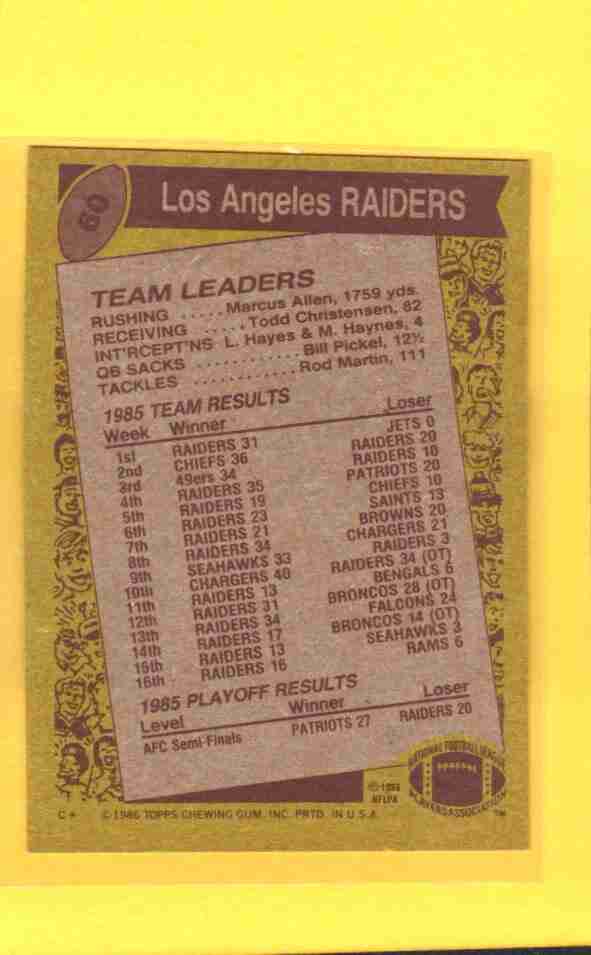 60
Los Angeles RAIDERS
TEAM LEADERS
RUSHING ..... Marcus Allen, 1759 yds.
RECEIVING ..... Todd Christensen, 82
INT'RCEPT'NS L. Hayes & M. Haynes, 4
QB SACKS ........... Bill Pickel, 12½
TACKLES ............ Rod Martin, 111
1985 TEAM RESULTS
Week Winner Loser
1st RAIDERS 31 JETS 0
2nd CHIEFS 36 RAIDERS 20
3rd 49ers 34 RAIDERS 10
4th RAIDERS 35 PATRIOTS 20
5th RAIDERS 19 CHIEFS 10
6th RAIDERS 23 SAINTS 13
7th RAIDERS 21 BROWNS 20
8th RAIDERS 34 CHARGERS 21
9th SEAHAWKS 33 RAIDERS 3
10th CHARGERS 40 RAIDERS 34 (OT)
11th RAIDERS 13 BENGALS 6
12th RAIDERS 31 BRONCOS 28 (OT)
13th RAIDERS 34 FALCONS 24
14th RAIDERS 17 BRONCOS 14 (OT)
15th RAIDERS 13 SEAHAWKS 3
16th RAIDERS 16 RAMS 6
1985 PLAYOFF RESULTS
Level Winner Loser
AFC Semi-Finals PATRIOTS 27 RAIDERS 20
© 1986
NFLPA
NATIONAL FOOTBALL LEAGUE
PLAYERS ASSOCIATION
TM
C* © 1986 TOPPS CHEWING GUM, INC. PRTD. IN U.S.A.